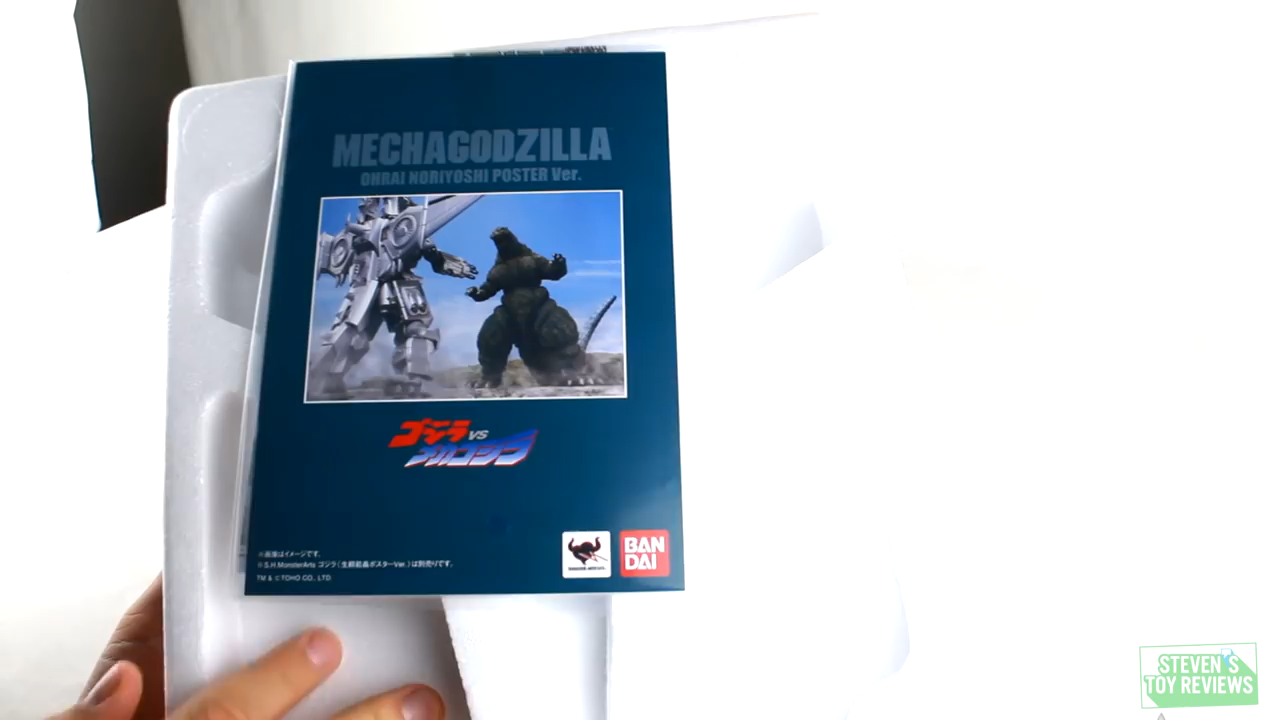 MECHAGODZILLA
OHRAI NORIYOSHI POSTER Ver.
ゴジラ
VS
メカゴジラ
※画像はイメージです。
※S.H.MonsterArts ゴジラ(生頼範義ポスターVer.)は別売りです。
TM & © TOHO CO., LTD.
BAN
DAI
STEVEN'S
TOY REVIEWS